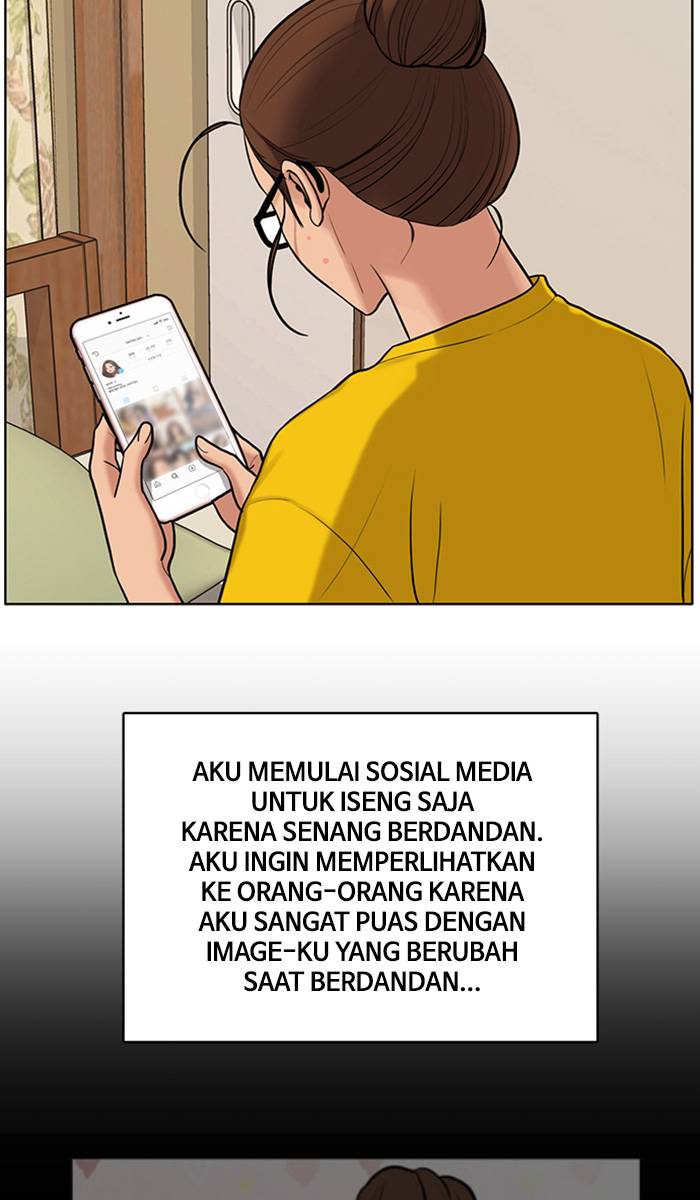 AKU MEMULAI SOSIAL MEDIA
UNTUK ISENG SAJA
KARENA SENANG BERDANDAN.
AKU INGIN MEMPERLIHATKAN
KE ORANG-ORANG KARENA
AKU SANGAT PUAS DENGAN
IMAGE-KU YANG BERUBAH
SAAT BERDANDAN...